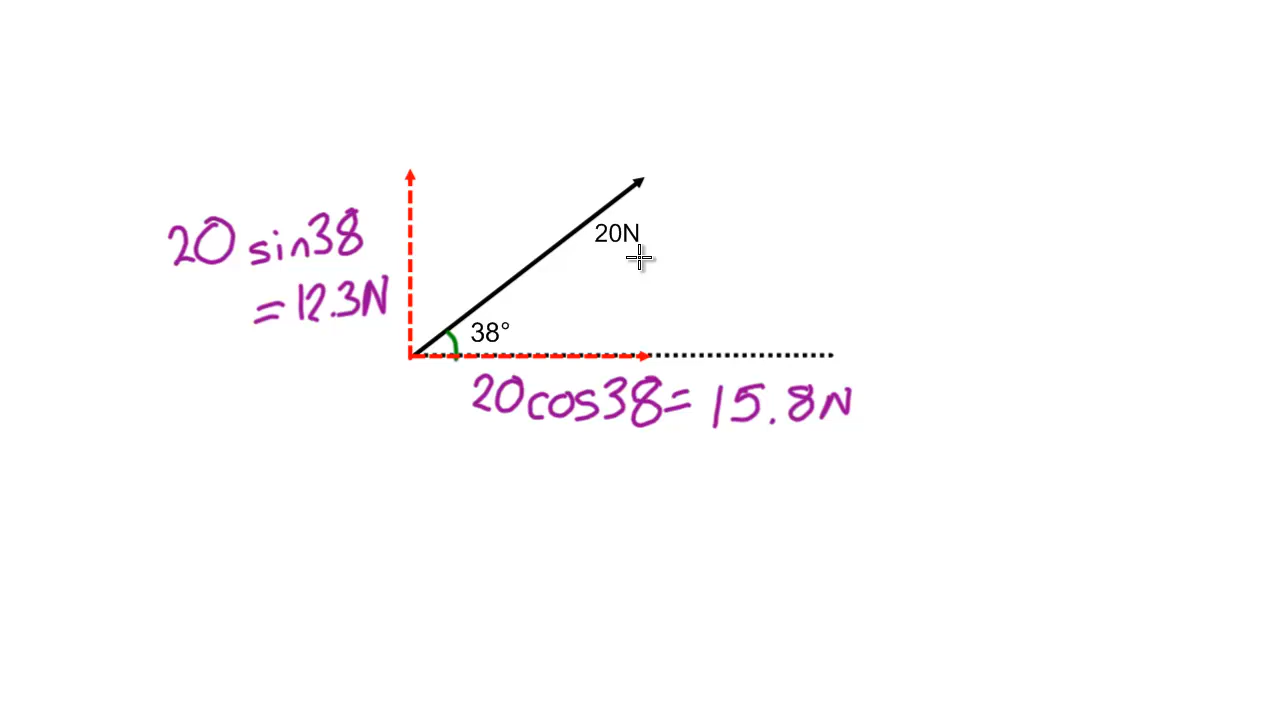 20N
20 sin38
= 12.3N
38°
20cos38 = 15.8N